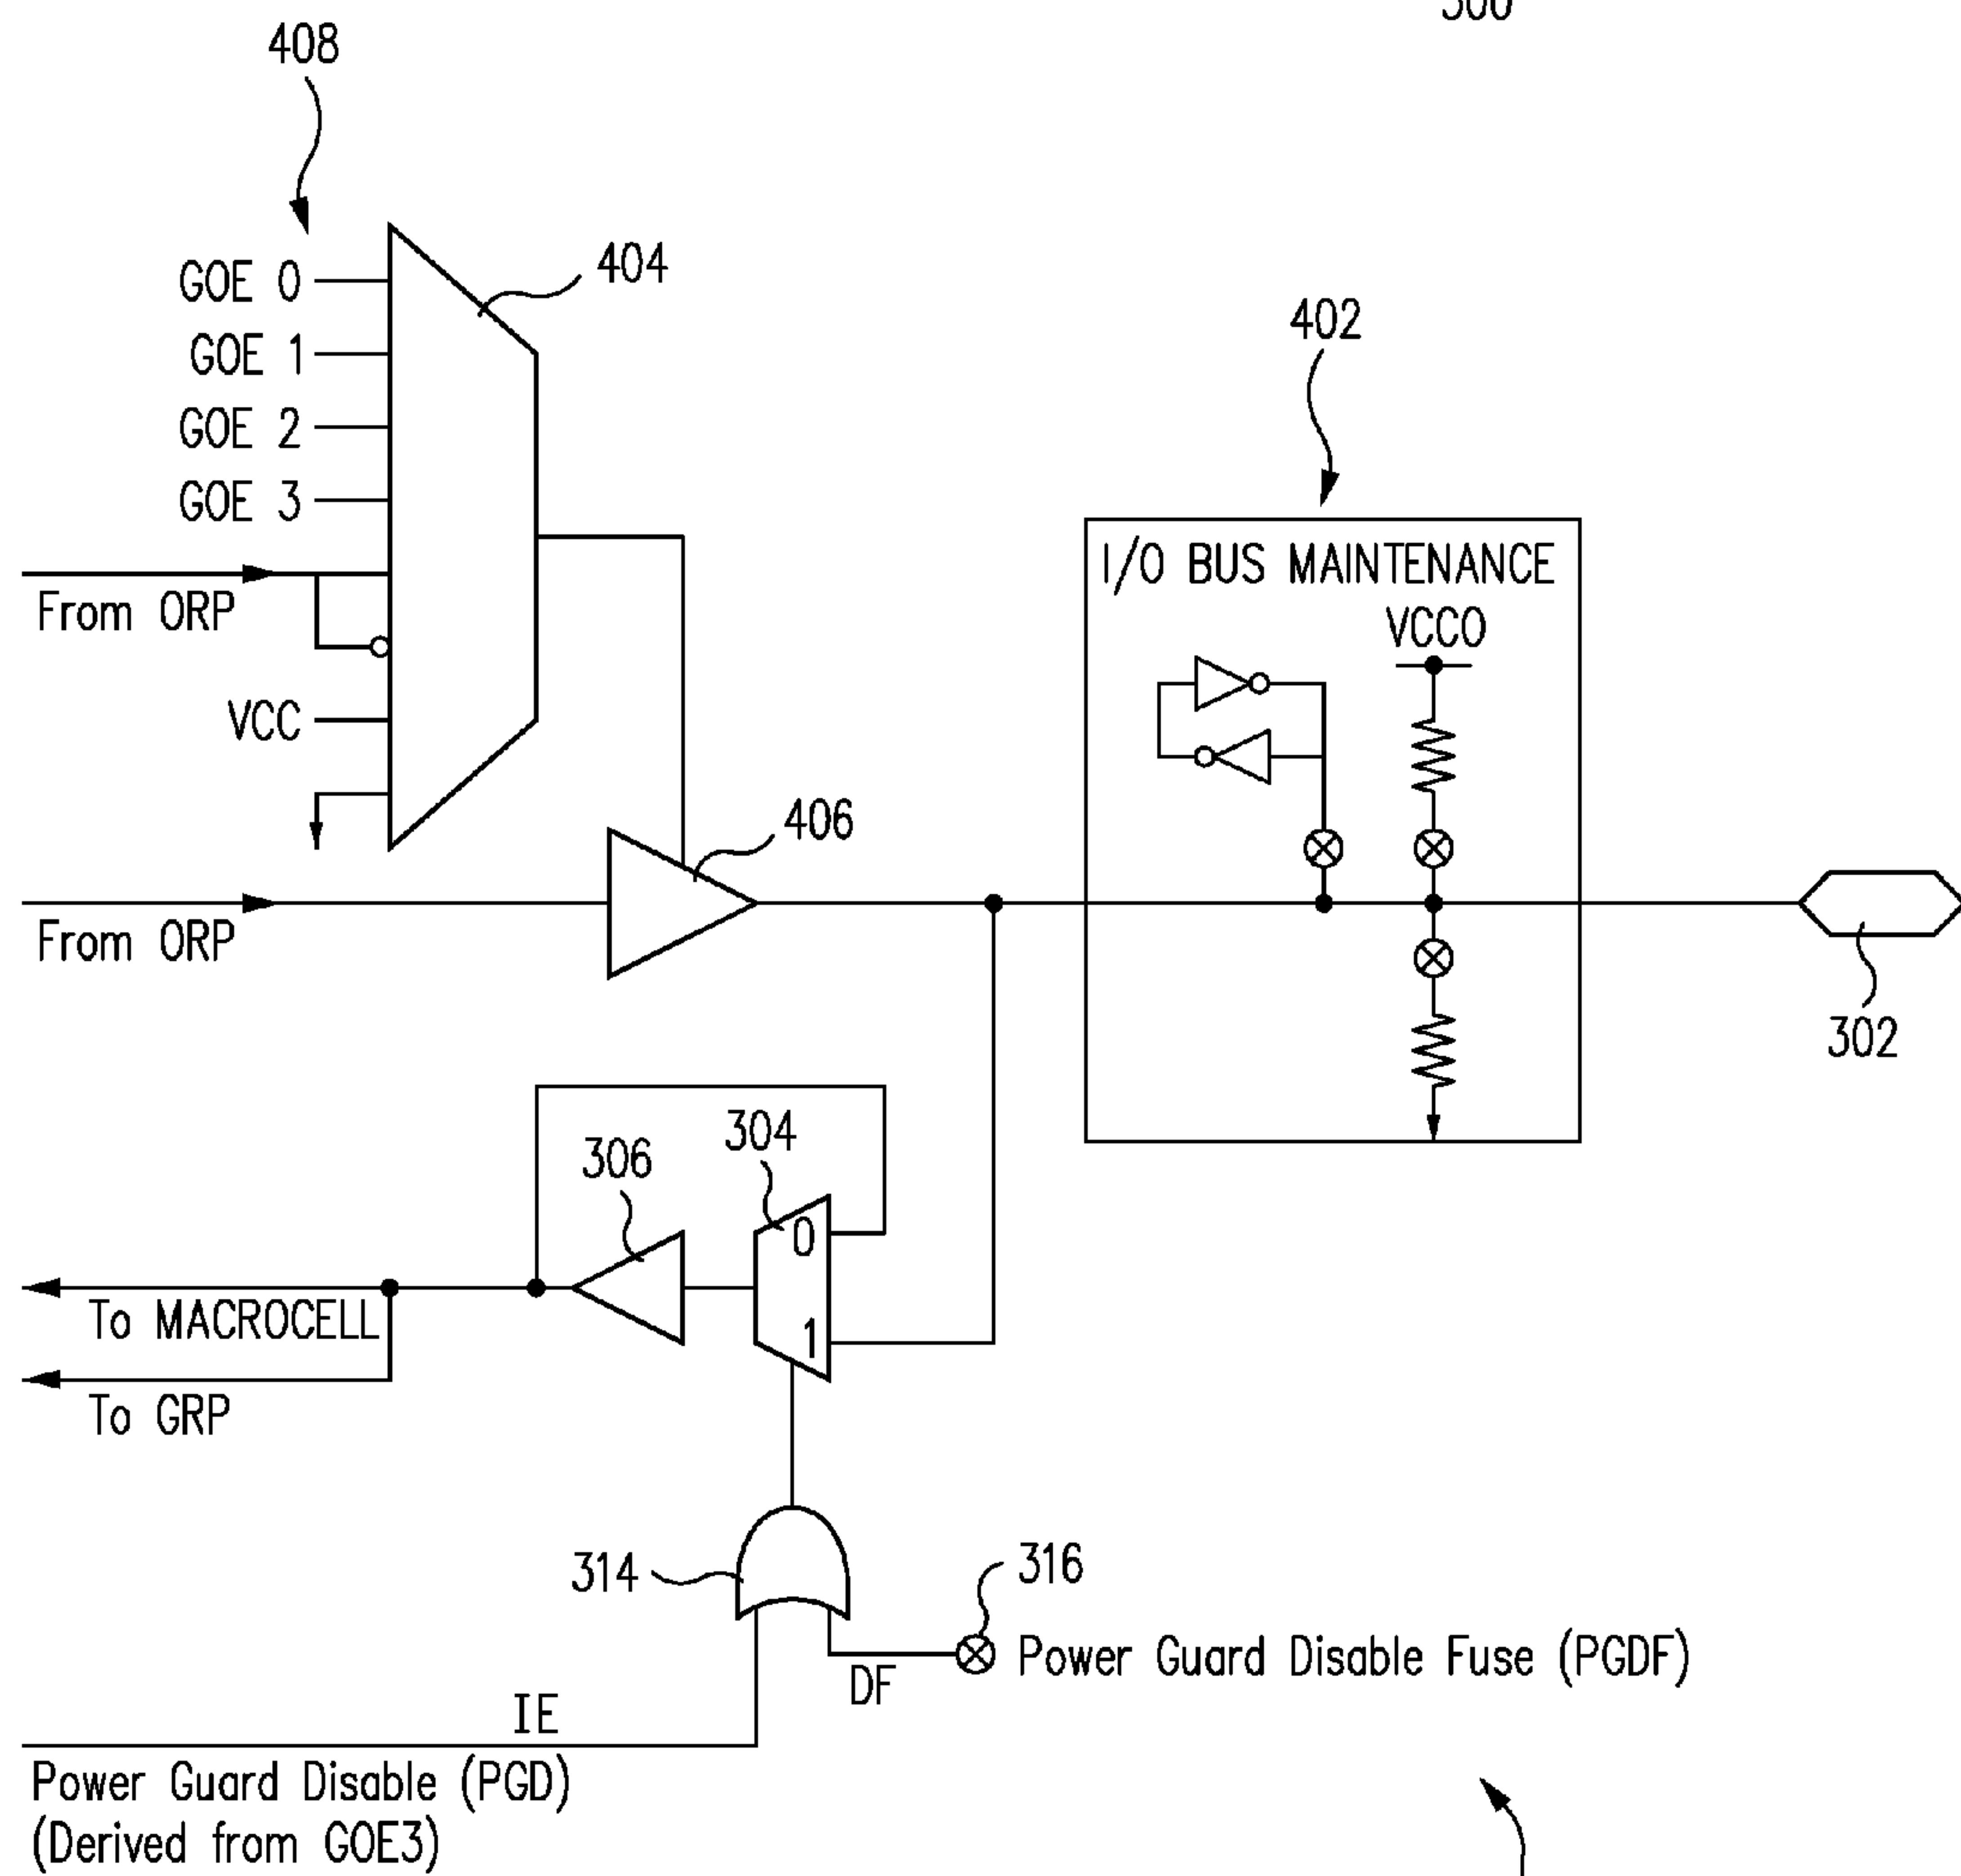 300
408
404
GOE 0
GOE 1
GOE 2
GOE 3
From ORP
VCC
402
I/O BUS MAINTENANCE
VCCO
406
From ORP
302
304
306
0
1
To MACROCELL
To GRP
314
316
Power Guard Disable Fuse (PGDF)
DF
IE
Power Guard Disable (PGD)
(Derived from GOE3)